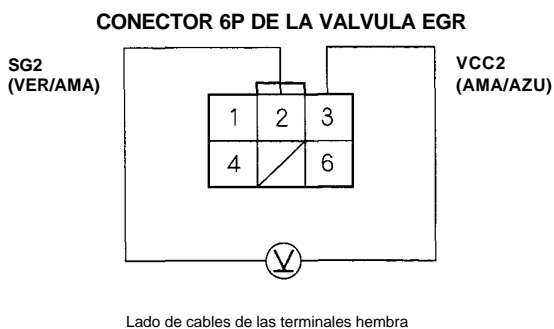 CONECTOR 6P DE LA VALVULA EGR
SG2
(VER/AMA)
VCC2
(AMA/AZU)
1 2 3
4 6
V
Lado de cables de las terminales hembra